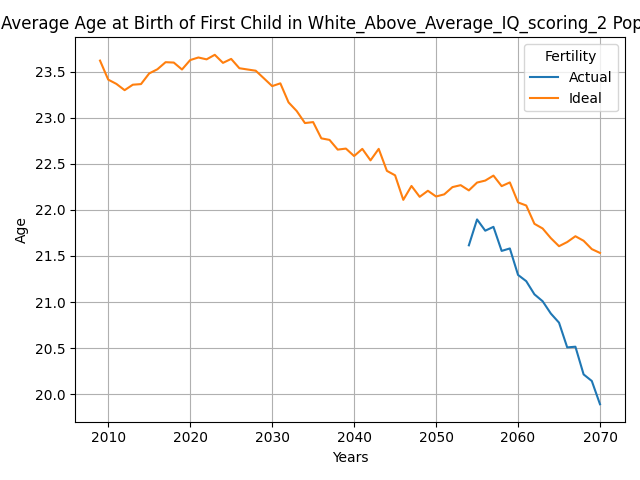 Average Age at Birth of First Child in White_Above_Average_IQ_scoring_2 Pop
Fertility
Actual
Ideal
Age
23.5
23.0
22.5
22.0
21.5
21.0
20.5
20.0
2010 2020 2030 2040 2050 2060 2070
Years